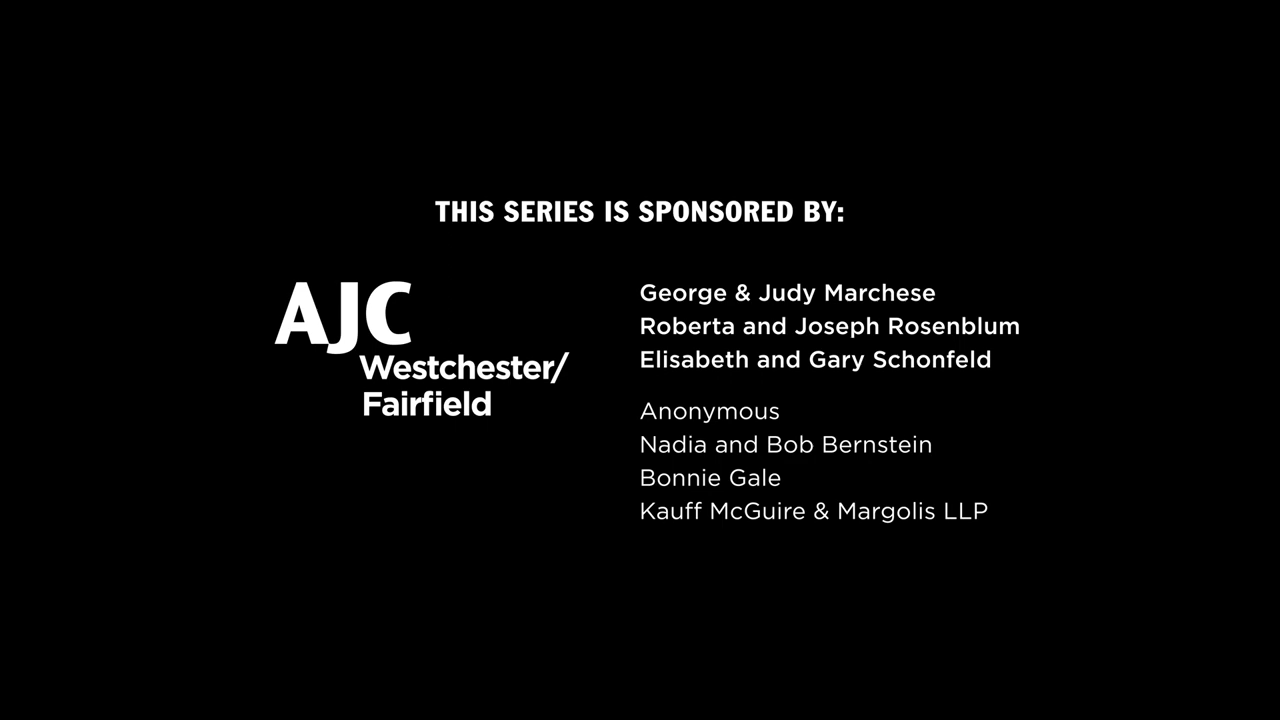 THIS SERIES IS SPONSORED BY:
AJC
Westchester/
Fairfield
George & Judy Marchese
Roberta and Joseph Rosenblum
Elisabeth and Gary Schonfeld
Anonymous
Nadia and Bob Bernstein
Bonnie Gale
Kauff McGuire & Margolis LLP